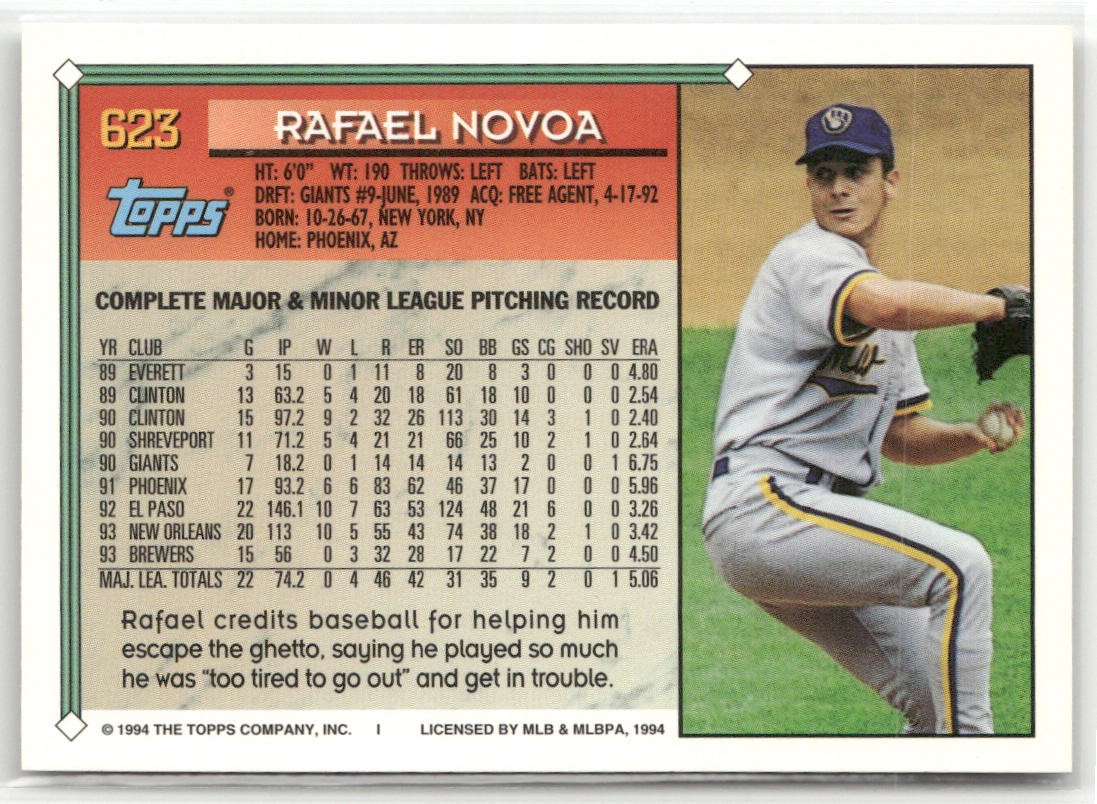 623 RAFAEL NOVOA
HT: 6'0" WT: 190 THROWS: LEFT BATS: LEFT
Topps®
DRFT: GIANTS #9-JUNE, 1989 ACQ: FREE AGENT, 4-17-92
BORN: 10-26-67, NEW YORK, NY
HOME: PHOENIX, AZ
COMPLETE MAJOR & MINOR LEAGUE PITCHING RECORD
YR CLUB G IP W L R ER SO BB GS CG SHO SV ERA
89 EVERETT 3 15 0 1 11 8 20 8 3 0 0 0 4.80
89 CLINTON 13 63.2 5 4 20 18 61 18 10 0 0 0 2.54
90 CLINTON 15 97.2 9 2 32 26 113 30 14 3 1 0 2.40
90 SHREVEPORT 11 71.2 5 4 21 21 66 25 10 2 1 0 2.64
90 GIANTS 7 18.2 0 1 14 14 14 13 2 0 0 1 6.75
91 PHOENIX 17 93.2 6 6 83 62 46 37 17 0 0 0 5.96
92 EL PASO 22 146.1 10 7 63 53 124 48 21 6 0 0 3.26
93 NEW ORLEANS 20 113 10 5 55 43 74 38 18 2 1 0 3.42
93 BREWERS 15 56 0 3 32 28 17 22 7 2 0 0 4.50
MAJ. LEA. TOTALS 22 74.2 0 4 46 42 31 35 9 2 0 1 5.06
Rafael credits baseball for helping him
escape the ghetto, saying he played so much
he was "too tired to go out" and get in trouble.
© 1994 THE TOPPS COMPANY, INC. I LICENSED BY MLB & MLBPA, 1994